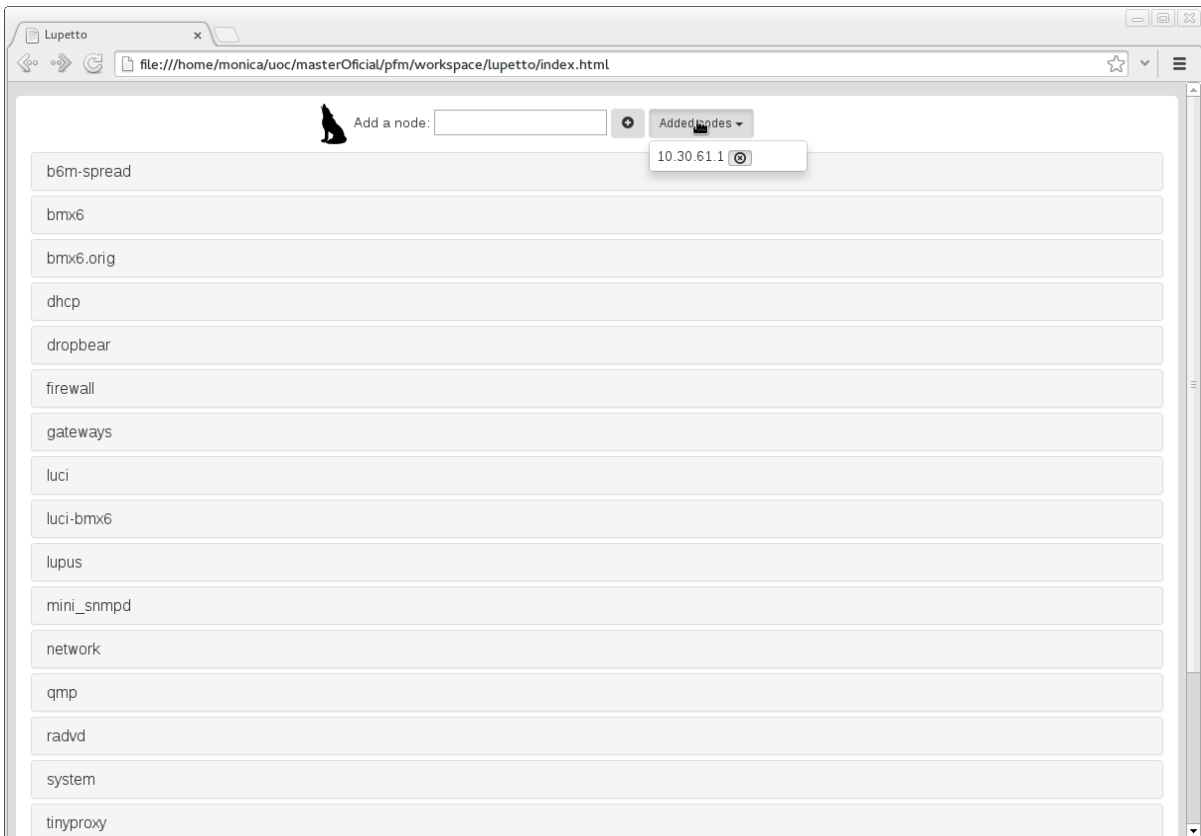 Lupetto
file:///home/monica/uoc/masterOficial/pfm/workspace/lupetto/index.html
Add a node:
Added nodes
10.30.61.1
b6m-spread
bmx6
bmx6.orig
dhcp
dropbear
firewall
gateways
luci
luci-bmx6
lupus
mini_snmpd
network
qmp
radvd
system
tinyproxy